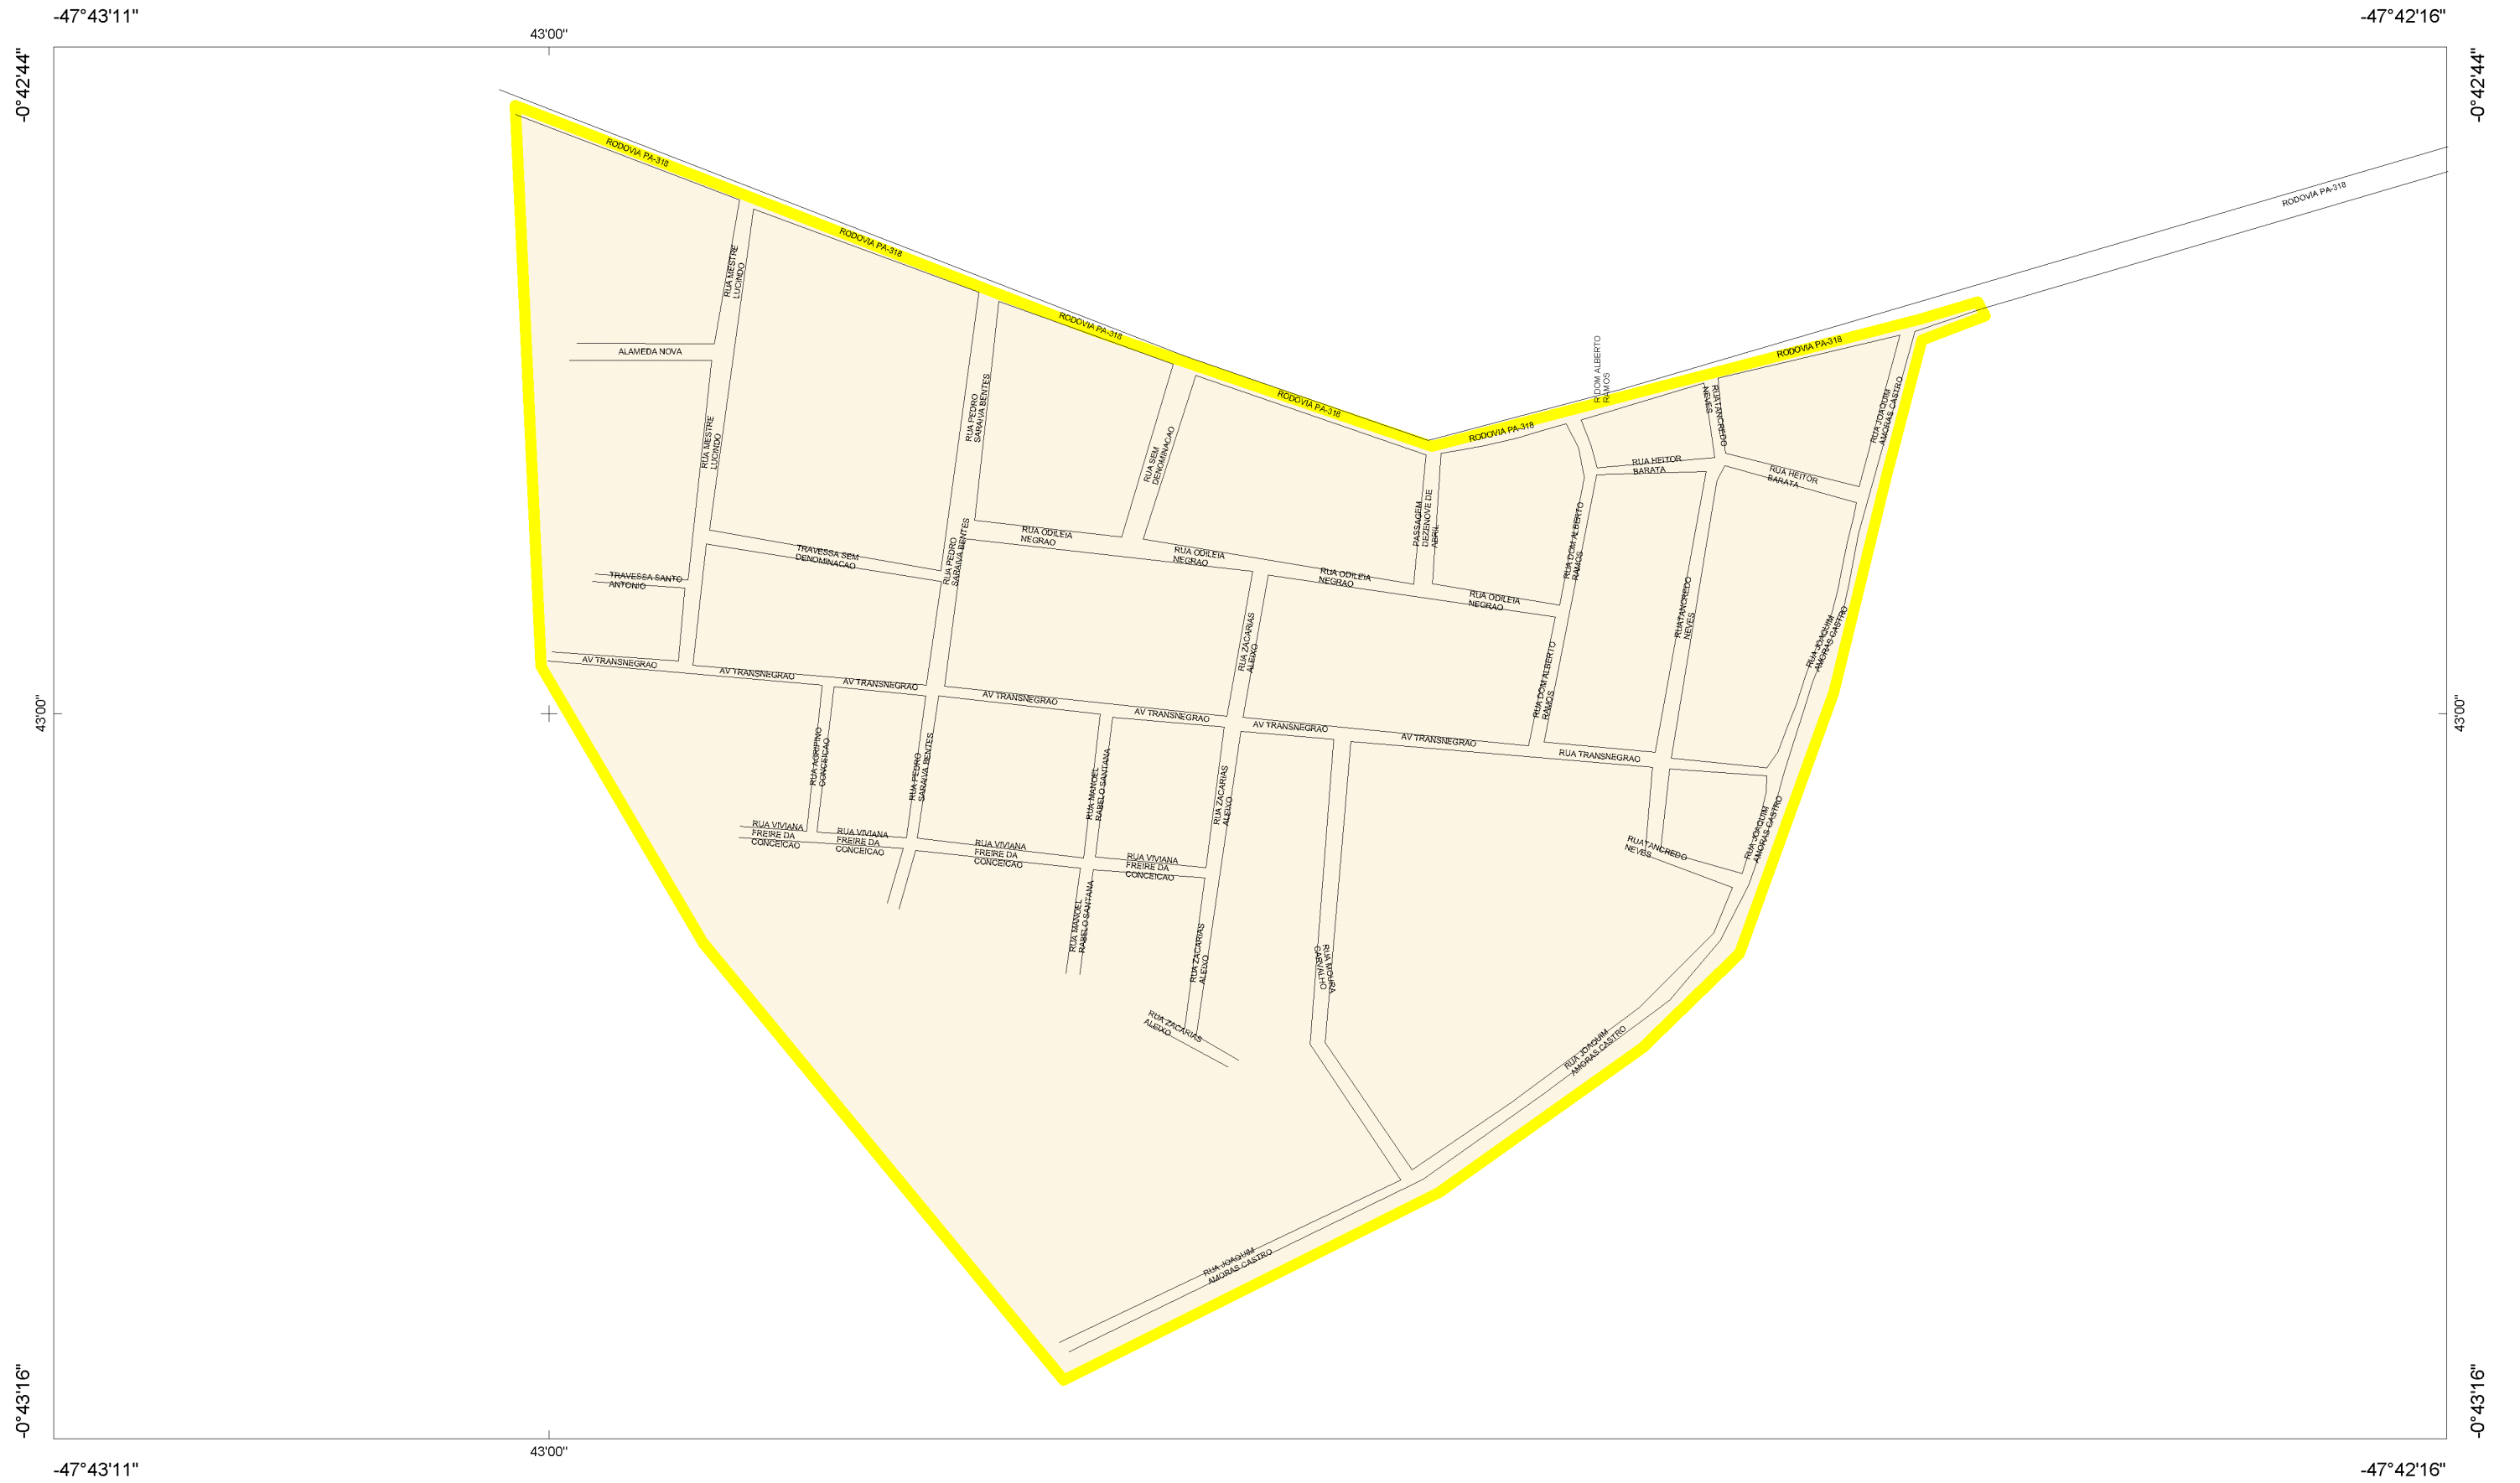 -47°43'11"
-47°42'16"
43'00"
-0°42'44"
-0°42'44"
RODOVIA PA-318
RODOVIA PA-318
RODOVIA PA-318
RODOVIA PA-318
RODOVIA PA-318
RODOVIA PA-318
RODOVIA PA-318
RUA MESTRE
LUCINDO
ALAMEDA NOVA
RUA MESTRE
LUCINDO
RUA PEDRO
SARAIVA BENTES
RUA SEM
DENOMINACAO
R DOM ALBERTO
RAMOS
RUATANCREDO
NEVES
RUA JOAQUIM
AMORAS CASTRO
RUA HEITOR
BARATA
RUA HEITOR
BARATA
PASSAGEM
DEZENOVE DE
ABRIL
RUA DOM ALBERTO
RAMOS
RUA ODILEIA
NEGRAO
RUA ODILEIA
NEGRAO
RUA ODILEIA
NEGRAO
RUA ODILEIA
NEGRAO
TRAVESSA SEM
DENOMINACAO
RUA PEDRO
SARAIVA BENTES
TRAVESSA SANTO
ANTONIO
RUA ZACARIAS
ALEIXO
RUATANCREDO
NEVES
RUA JOAQUIM
AMORAS CASTRO
RUA DOM ALBERTO
RAMOS
AV TRANSNEGRAO
AV TRANSNEGRAO
AV TRANSNEGRAO
AV TRANSNEGRAO
AV TRANSNEGRAO
AV TRANSNEGRAO
AV TRANSNEGRAO
RUA TRANSNEGRAO
43'00"
43'00"
RUA AGRIPINO
CONCEICAO
RUA PEDRO
SARAIVA BENTES
RUA MANOEL
RABELO SANTANA
RUA ZACARIAS
ALEIXO
RUA JOAQUIM
AMORAS CASTRO
RUA VIVIANA
FREIRE DA
CONCEICAO
RUA VIVIANA
FREIRE DA
CONCEICAO
RUA VIVIANA
FREIRE DA
CONCEICAO
RUA VIVIANA
FREIRE DA
CONCEICAO
RUATANCREDO
NEVES
RUA MANOEL
RABELO SANTANA
RUA ZACARIAS
ALEIXO
RUA MOURA
CARVALHO
RUA ZACARIAS
ALEIXO
RUA JOAQUIM
AMORAS CASTRO
RUA JOAQUIM
AMORAS CASTRO
-0°43'16"
-0°43'16"
43'00"
-47°43'11"
-47°42'16"